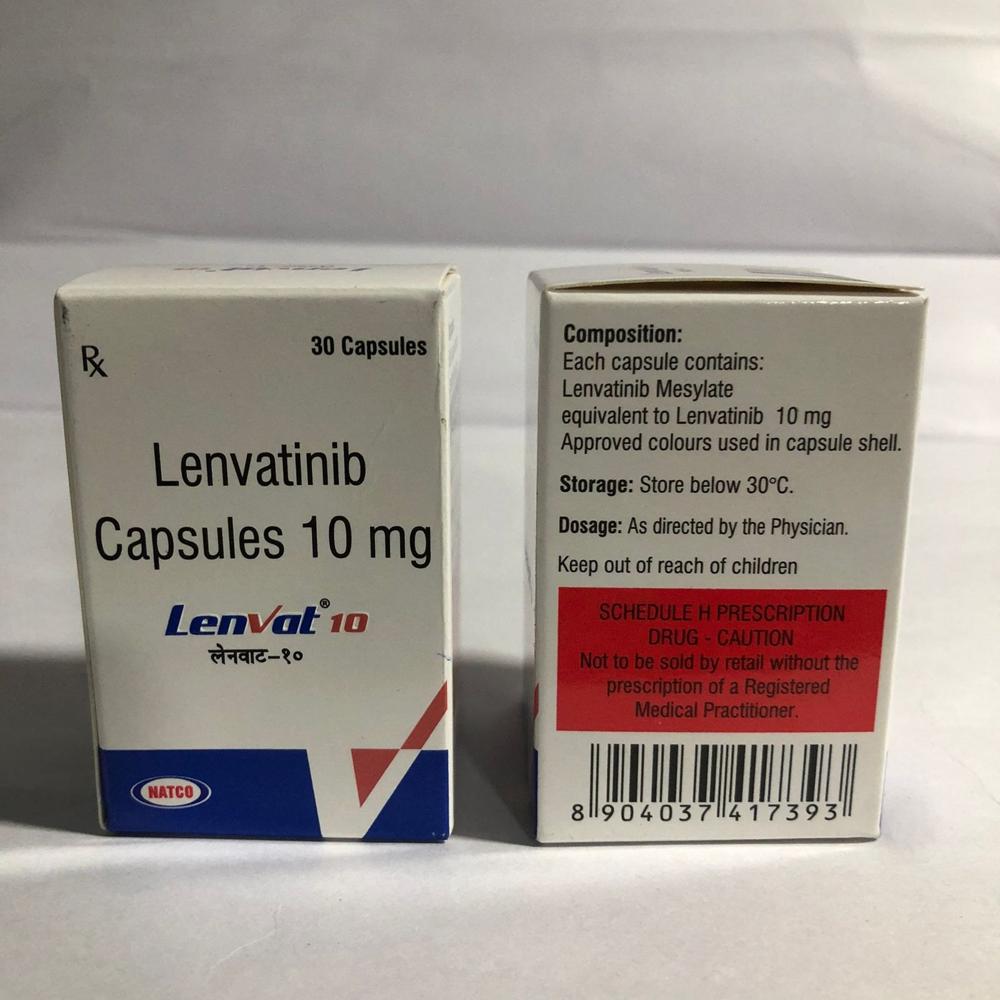 Rx
30 Capsules
Lenvatinib
Capsules 10 mg
LenVat® 10
लेनवाट-१०
NATCO
Composition:
Each capsule contains:
Lenvatinib Mesylate
equivalent to Lenvatinib 10 mg
Approved colours used in capsule shell.
Storage: Store below 30°C.
Dosage: As directed by the Physician.
Keep out of reach of children
SCHEDULE H PRESCRIPTION
DRUG - CAUTION
Not to be sold by retail without the
prescription of a Registered
Medical Practitioner.
8 904037 417393